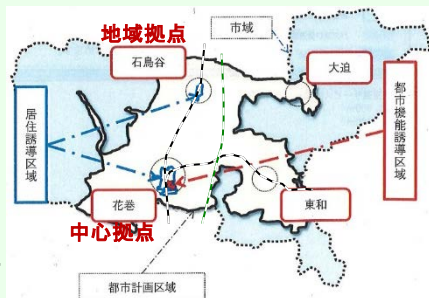 地域拠点
市域
石鳥谷
大迫
居住誘導区域
都市機能誘導区域
花巻
東和
中心拠点
都市計画区域